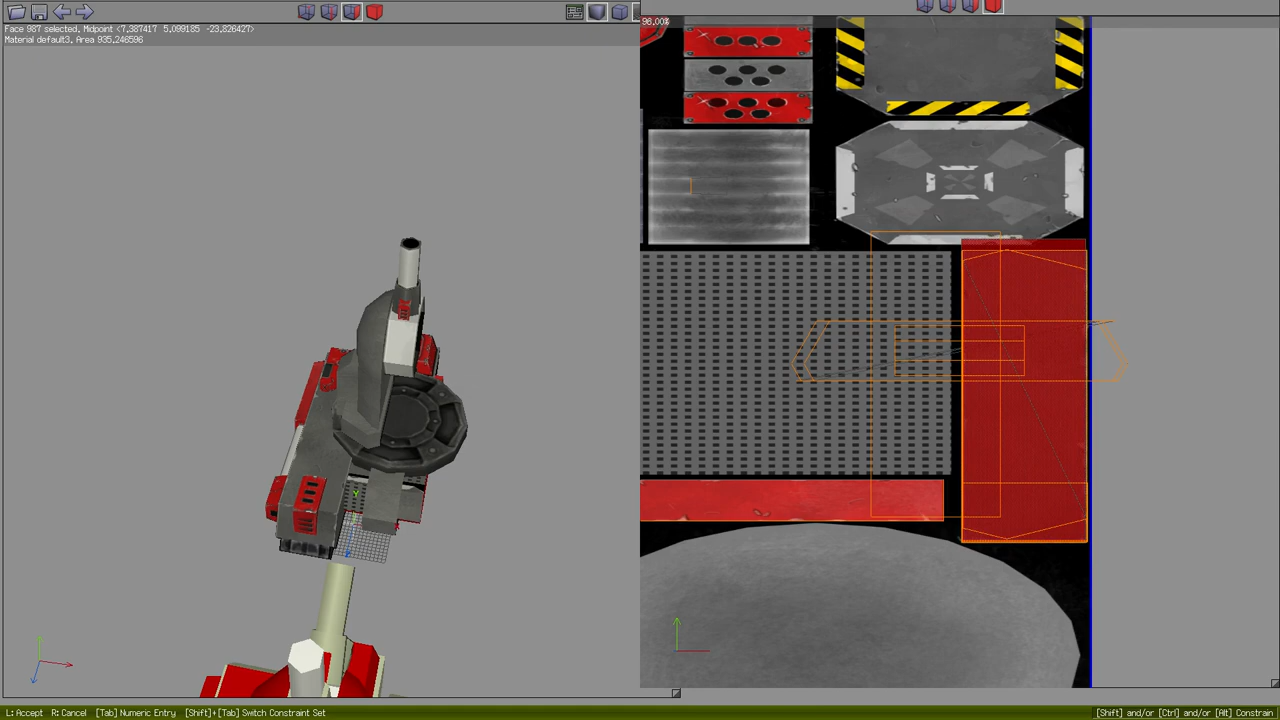 Face 987 selected. Midpoint <7.387417 5.099185 -23.826427>
Material default3. Area 935.246596
96.00%
L: Accept R: Cancel [Tab] Numeric Entry [Shift]+[Tab] Switch Constraint Set
[Shift] and/or [Ctrl] and/or [Alt] Constrain